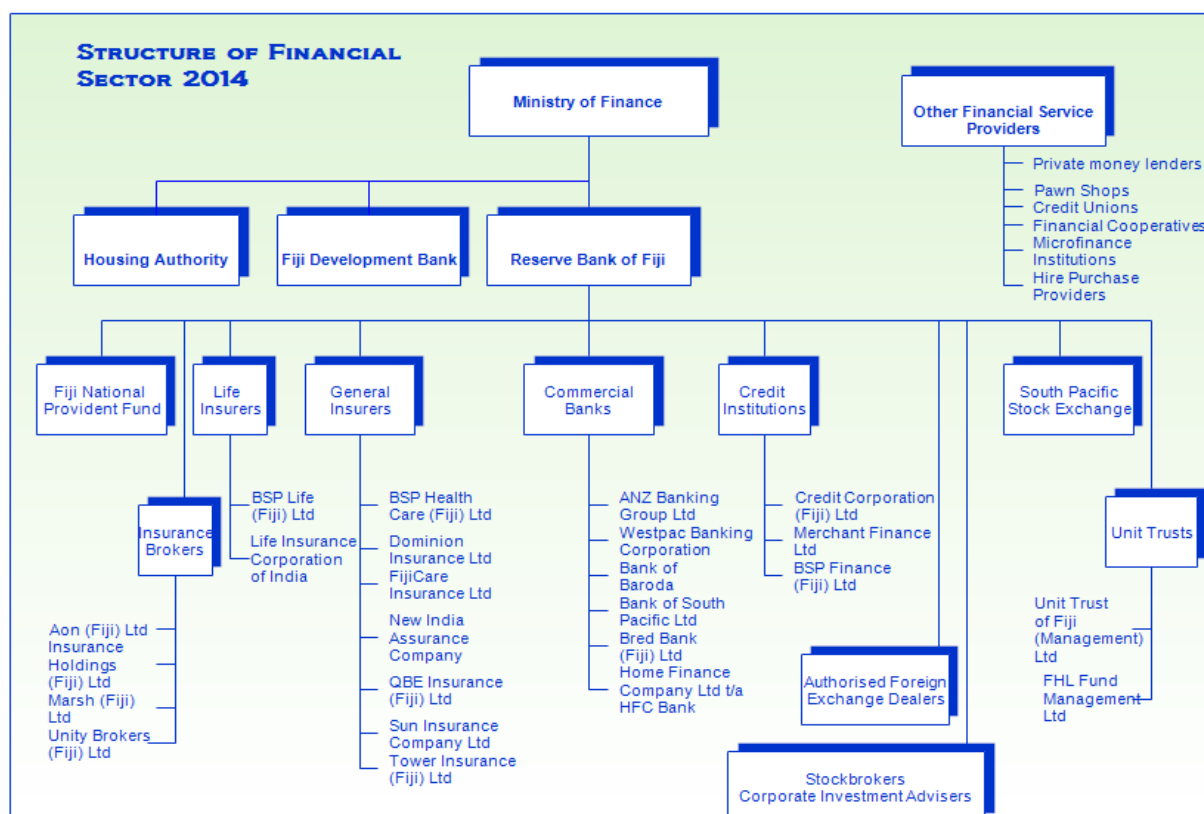 STRUCTURE OF FINANCIAL
SECTOR 2014
Ministry of Finance
Other Financial Service
Providers
Private money lenders
Pawn Shops
Credit Unions
Financial Cooperatives
Microfinance
Institutions
Hire Purchase
Providers
Housing Authority
Fiji Development Bank
Reserve Bank of Fiji
Fiji National
Provident Fund
Life
Insurers
General
Insurers
Commercial
Banks
Credit
Institutions
South Pacific
Stock Exchange
Insurance
Brokers
Aon (Fiji) Ltd
Insurance
Holdings
(Fiji) Ltd
Marsh (Fiji)
Ltd
Unity Brokers
(Fiji) Ltd
BSP Life
(Fiji) Ltd
Life Insurance
Corporation
of India
BSP Health
Care (Fiji) Ltd
Dominion
Insurance Ltd
FijiCare
Insurance Ltd
New India
Assurance
Company
QBE Insurance
(Fiji) Ltd
Sun Insurance
Company Ltd
Tower Insurance
(Fiji) Ltd
ANZ Banking
Group Ltd
Westpac Banking
Corporation
Bank of
Baroda
Bank of South
Pacific Ltd
Bred Bank
(Fiji) Ltd
Home Finance
Company Ltd t/a
HFC Bank
Credit Corporation
(Fiji) Ltd
Merchant Finance
Ltd
BSP Finance
(Fiji) Ltd
Authorised Foreign
Exchange Dealers
Stockbrokers
Corporate Investment Advisers
Unit Trusts
Unit Trust
of Fiji
(Management)
Ltd
FHL Fund
Management
Ltd